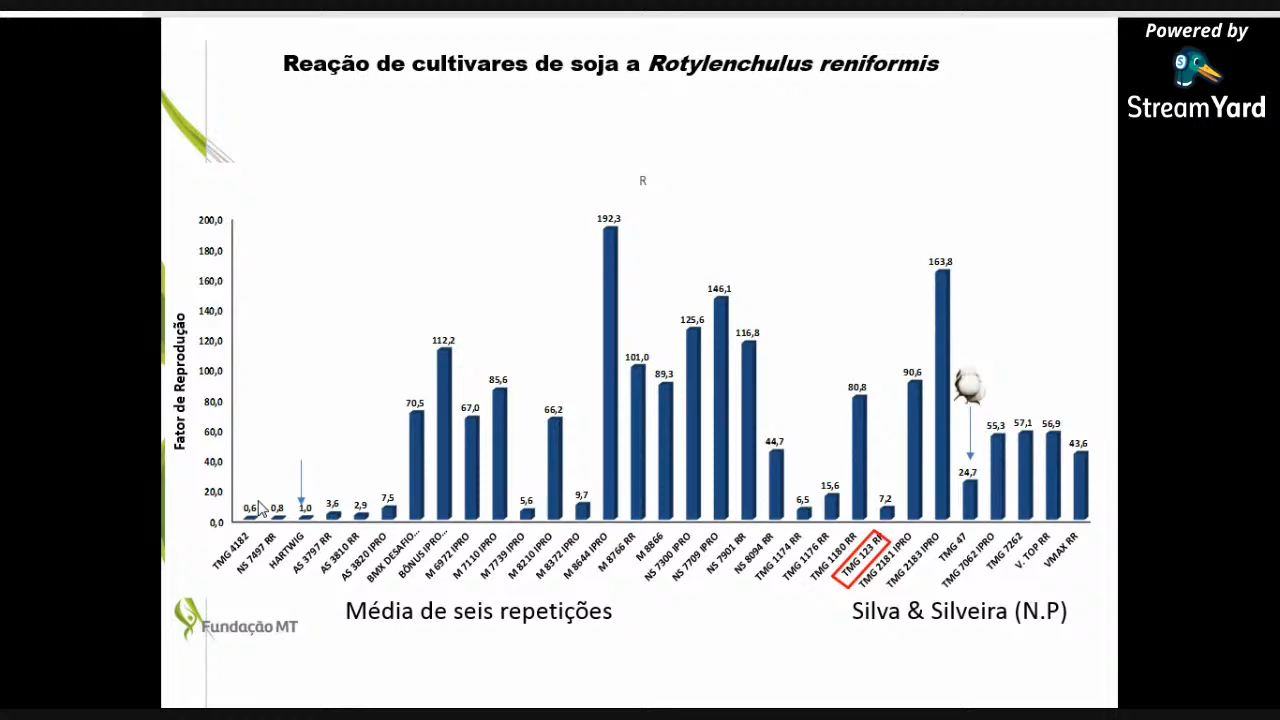 Powered by
StreamYard
Reação de cultivares de soja a Rotylenchulus reniformis
R
Fator de Reprodução
200,0
180,0
160,0
140,0
120,0
100,0
80,0
60,0
40,0
20,0
0,0
0,6
0,8
1,0
3,6
2,9
7,5
70,5
112,2
67,0
85,6
5,6
66,2
9,7
192,3
101,0
89,3
125,6
146,1
116,8
44,7
6,5
15,6
80,8
7,2
90,6
163,8
24,7
55,3
57,1
56,9
43,6
TMG 4182
NS 7497 RR
HARTWIG
AS 3797 RR
AS 3810 RR
AS 3820 IPRO
BMX DESAFIO...
BÔNUS IPRO...
M 6972 IPRO
M 7110 IPRO
M 7739 IPRO
M 8210 IPRO
M 8372 IPRO
M 8644 IPRO
M 8766 RR
M 8866
NS 7300 IPRO
NS 7709 IPRO
NS 7901 RR
NS 8094 RR
TMG 1174 RR
TMG 1176 RR
TMG 1180 RR
TMG 123 RR
TMG 2181 IPRO
TMG 2183 IPRO
TMG 47
TMG 7062 IPRO
TMG 7262
V. TOP RR
VMAX RR
Média de seis repetições
Silva & Silveira (N.P)
Fundação MT